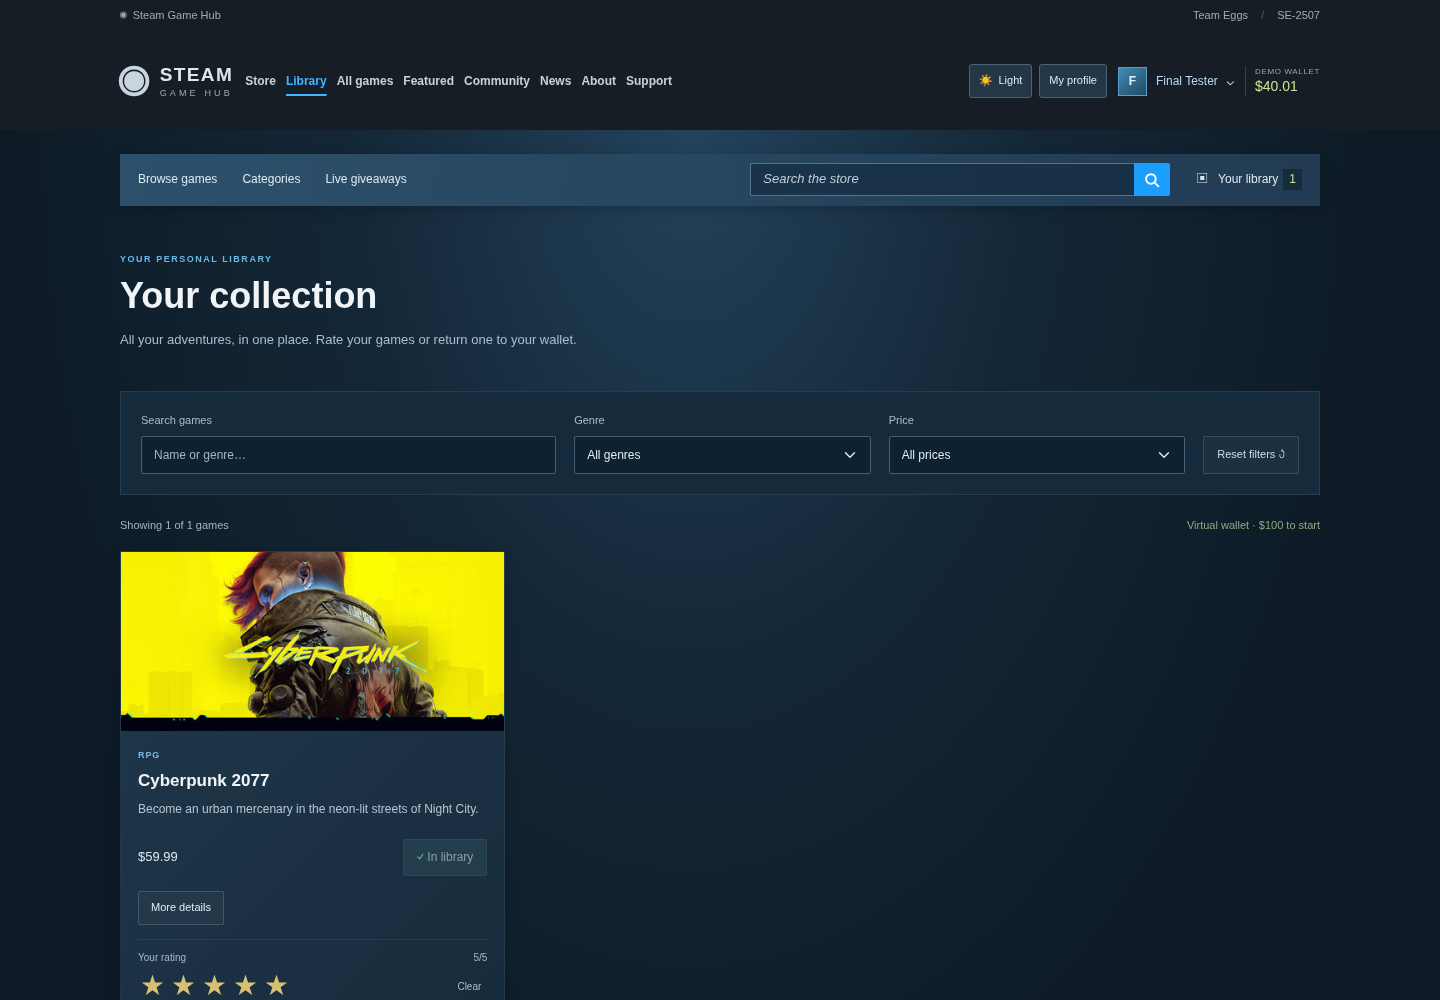 Steam Game Hub
Team Eggs / SE-2507
STEAM
GAME HUB
Store Library All games Featured Community News About Support
Light
My profile
F
Final Tester
DEMO WALLET
$40.01
Browse games Categories Live giveaways
Search the store
Your library 1
YOUR PERSONAL LIBRARY
Your collection
All your adventures, in one place. Rate your games or return one to your wallet.
Search games
Genre
Price
Name or genre…
All genres
All prices
Reset filters
Showing 1 of 1 games
Virtual wallet · $100 to start
CYBERPUNK
2077
RPG
Cyberpunk 2077
Become an urban mercenary in the neon-lit streets of Night City.
$59.99
✓ In library
More details
Your rating
5/5
Clear